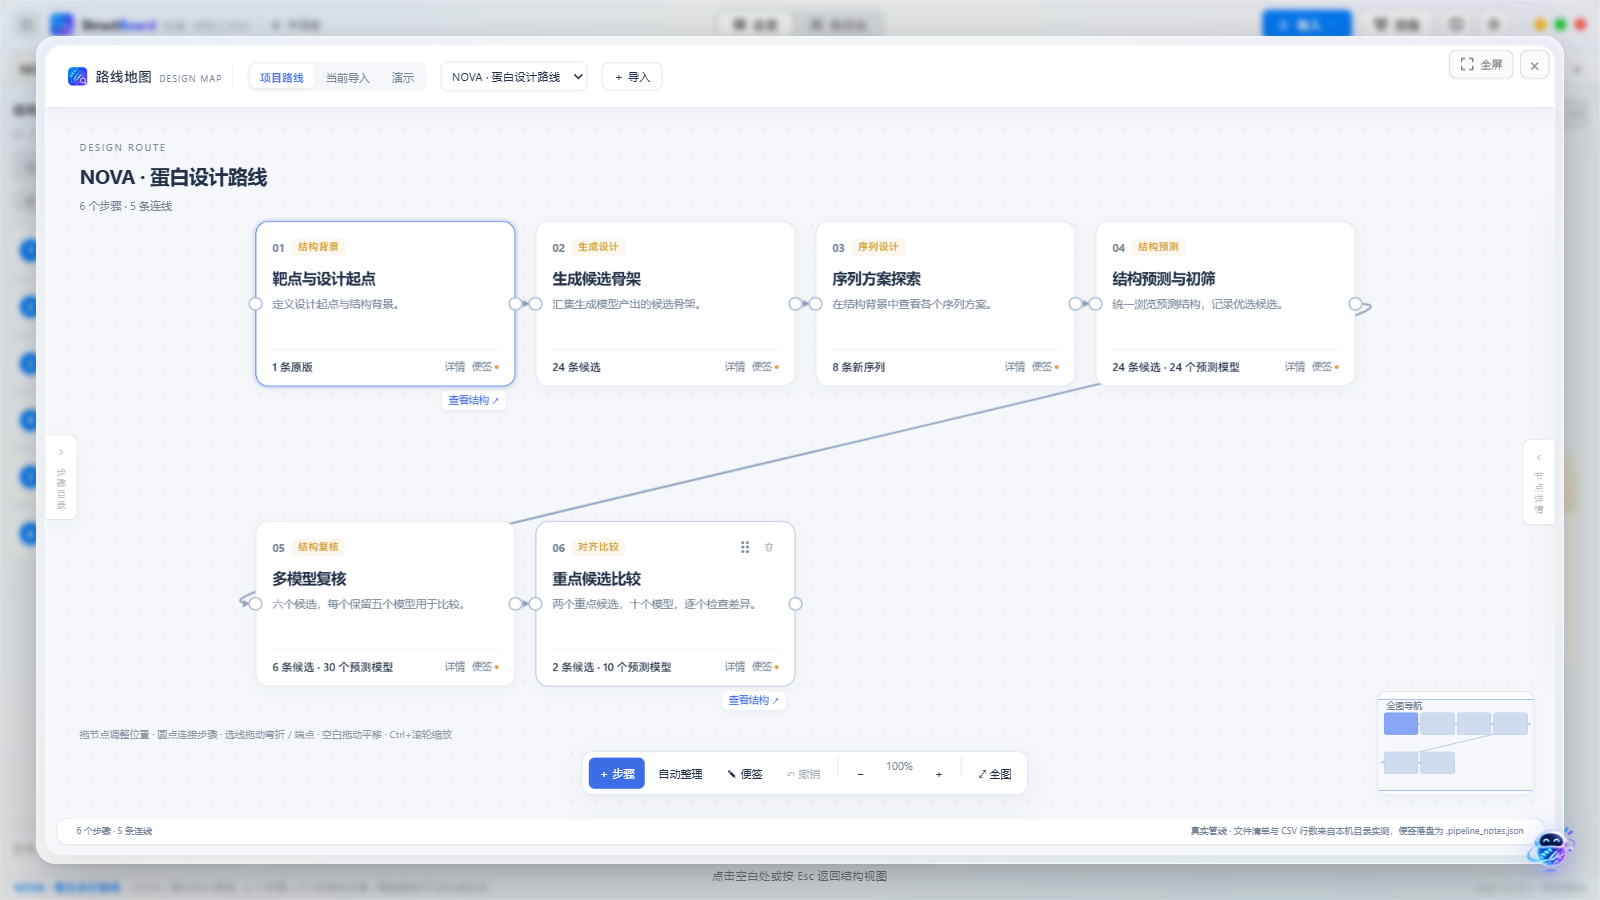 StructBoard
路线地图 DESIGN MAP
项目路线 当前导入 演示
NOVA · 蛋白设计路线
+ 导入
全屏
×
DESIGN ROUTE
NOVA · 蛋白设计路线
6 个步骤 · 5 条连线
01 结构背景
靶点与设计起点
定义设计起点与结构背景。
1 条原版 详情 便签
查看结构 ↗
02 生成设计
生成候选骨架
汇集生成模型产出的候选骨架。
24 条候选 详情 便签
03 序列设计
序列方案探索
在结构背景中查看各个序列方案。
8 条新序列 详情 便签
04 结构预测
结构预测与初筛
统一浏览预测结构，记录优选候选。
24 条候选 · 24 个预测模型 详情 便签
步骤目录
节点详情
05 结构复核
多模型复核
六个候选，每个保留五个模型用于比较。
6 条候选 · 30 个预测模型 详情 便签
06 对齐比较
重点候选比较
两个重点候选，十个模型，逐个检查差异。
2 条候选 · 10 个预测模型 详情 便签
查看结构 ↗
全图导航
拖节点调整位置 · 圆点连接步骤 · 选线拖动弯折 / 端点 · 空白拖动平移 · Ctrl+滚轮缩放
+ 步骤 自动整理 便签 撤销 − 100% + 全图
6 个步骤 · 5 条连线
真实管线 · 文件清单与 CSV 行数来自本机目录实测，便签落盘为 .pipeline_notes.json
点击空白处或按 Esc 返回结构视图